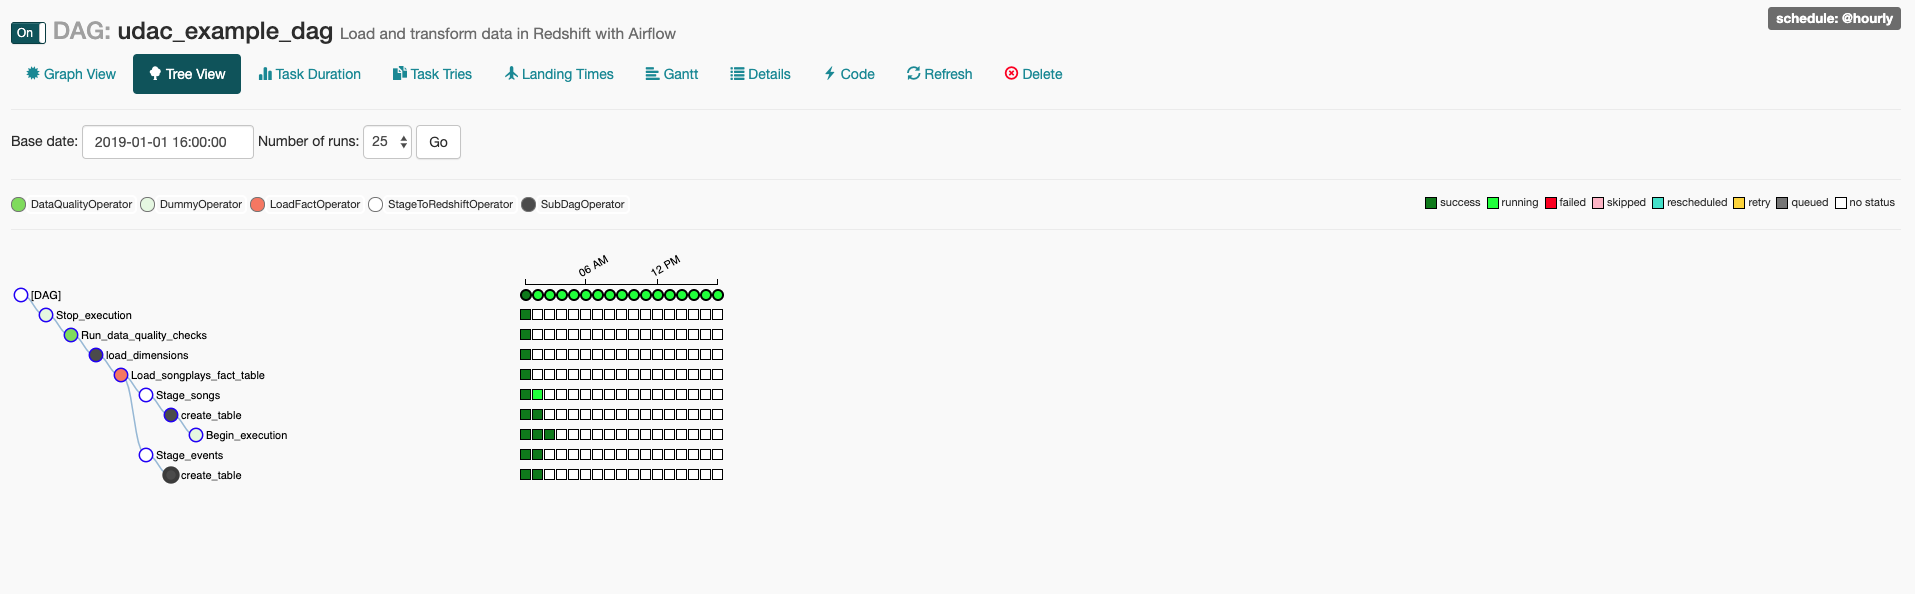 On DAG: udac_example_dag Load and transform data in Redshift with Airflow
schedule: @hourly
Graph View Tree View Task Duration Task Tries Landing Times Gantt Details Code Refresh Delete
Base date: 2019-01-01 16:00:00 Number of runs: 25 Go
DataQualityOperator DummyOperator LoadFactOperator StageToRedshiftOperator SubDagOperator
success running failed skipped rescheduled retry queued no status
06 AM 12 PM
[DAG]
Stop_execution
Run_data_quality_checks
load_dimensions
Load_songplays_fact_table
Stage_songs
create_table
Begin_execution
Stage_events
create_table